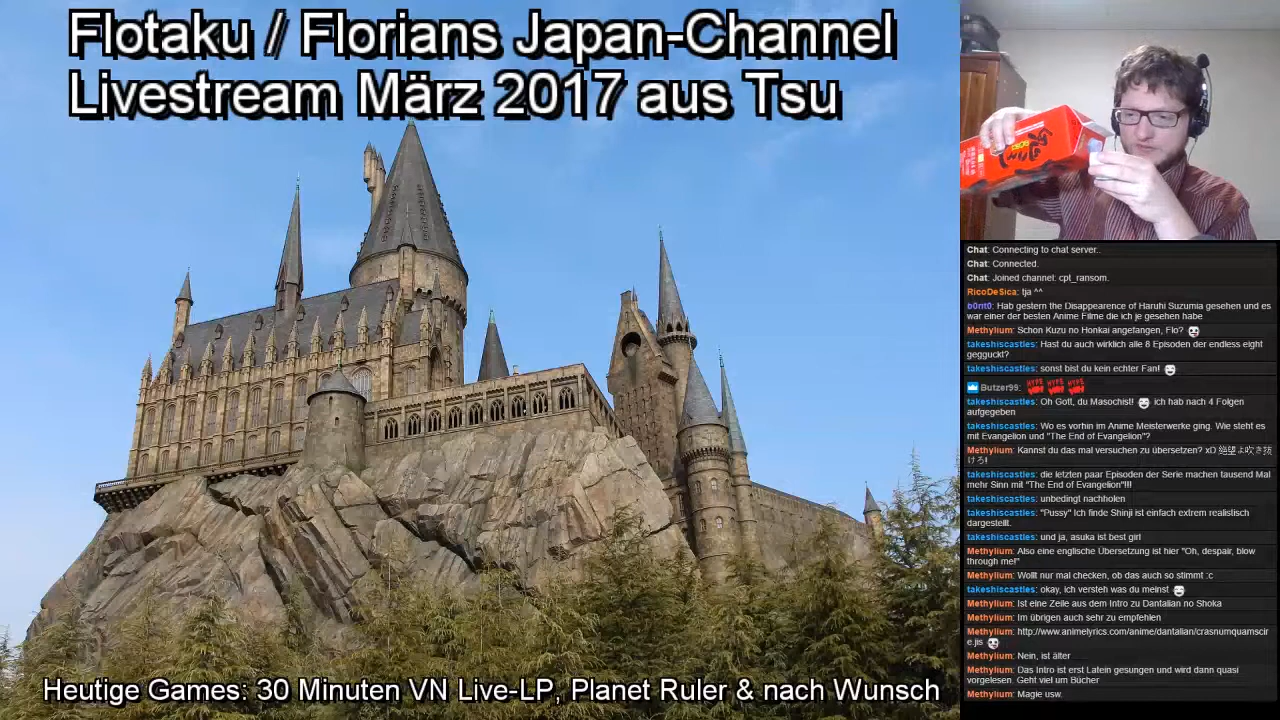 Flotaku / Florians Japan-Channel
Livestream März 2017 aus Tsu
Chat: Connecting to chat server..
Chat: Connected.
Chat: Joined channel: cpt_ransom.
RicoDeSica: tja ^^
b0rit0: Hab gestern the Disappearence of Haruhi Suzumia gesehen und es
war einer der besten Anime Filme die ich je gesehen habe
Methylium: Schon Kuzu no Honkai angefangen, Flo?
takeshiscastles: Hast du auch wirklich alle 8 Episoden der endless eight
gegguckt?
takeshiscastles: sonst bist du kein echter Fan!
Butzer99:
takeshiscastles: Oh Gott, du Masochist! ich hab nach 4 Folgen
aufgegeben
takeshiscastles: Wo es vorhin im Anime Meisterwerke ging. Wie steht es
mit Evangelion und "The End of Evangelion"?
Methylium: Kannst du das mal versuchen zu übersetzen? xD 絶望よ吹き抜
けろ!
takeshiscastles: die letzten paar Episoden der Serie machen tausend Mal
mehr Sinn mit "The End of Evangelion"!!!
takeshiscastles: unbedingt nachholen
takeshiscastles: "Pussy" Ich finde Shinji ist einfach extrem realistisch
dargestellt.
takeshiscastles: und ja, asuka ist best girl
Methylium: Also eine englische Übersetzung ist hier "Oh, despair, blow
through me!"
Methylium: Wollt nur mal checken, ob das auch so stimmt :c
takeshiscastles: okay, ich versteh was du meinst
Methylium: Ist eine Zeile aus dem Intro zu Dantalian no Shoka
Methylium: Im übrigen auch sehr zu empfehlen
Methylium: http://www.animelyrics.com/anime/dantalian/crasnumquamscir
e.jis
Methylium: Nein, ist älter
Methylium: Das Intro ist erst Latein gesungen und wird dann quasi
vorgelesen. Geht viel um Bücher
Methylium: Magie usw.
Heutige Games: 30 Minuten VN Live-LP, Planet Ruler & nach Wunsch